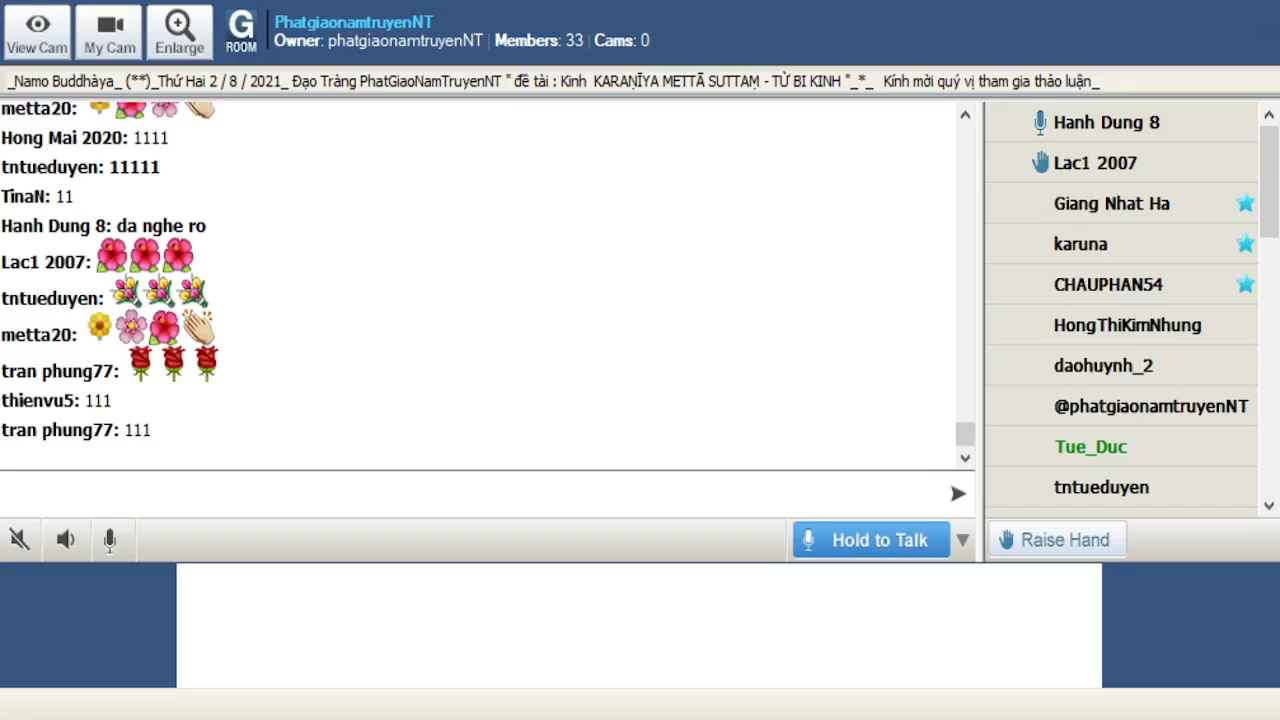 View Cam
My Cam
Enlarge
G
ROOM
PhatgiaonamtruyenNT
Owner: phatgiaonamtruyenNT | Members: 33 | Cams: 0
_Namo Buddhàya_ (**)_Thứ Hai 2 / 8 / 2021_ Đạo Tràng PhatGiaoNamTruyenNT " đề tài : Kinh KARAṆĪYA METTĀ SUTTAṂ - TỪ BI KINH "_*_ Kính mời quý vị tham gia thảo luận_
metta20:
Hong Mai 2020: 1111
tntueduyen: 11111
TinaN: 11
Hanh Dung 8: da nghe ro
Lac1 2007:
tntueduyen:
metta20:
tran phung77:
thienvu5: 111
tran phung77: 111
Hanh Dung 8
Lac1 2007
Giang Nhat Ha
karuna
CHAUPHAN54
HongThiKimNhung
daohuynh_2
@phatgiaonamtruyenNT
Tue_Duc
tntueduyen
Hold to Talk
Raise Hand